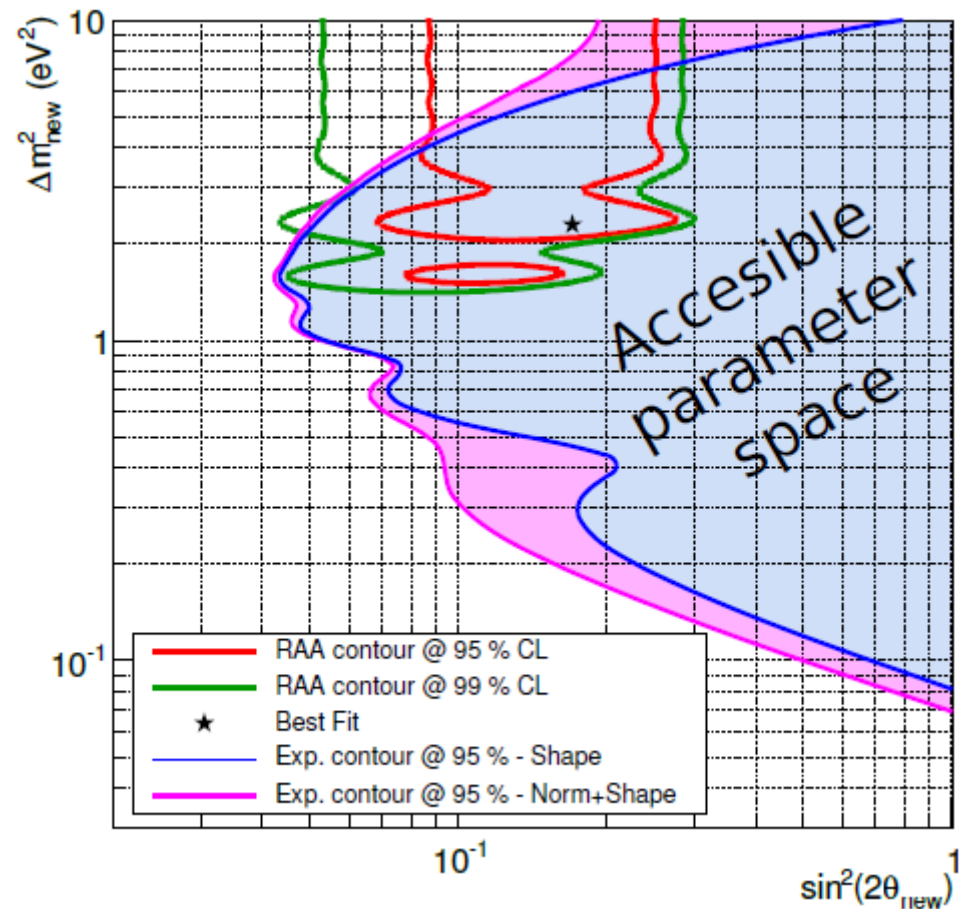 10
Δm²new (eV²)
1
10⁻¹
Accesible
parameter
space
RAA contour @ 95 % CL
RAA contour @ 99 % CL
Best Fit
Exp. contour @ 95 % - Shape
Exp. contour @ 95 % - Norm+Shape
10⁻¹
1
sin²(2θnew)